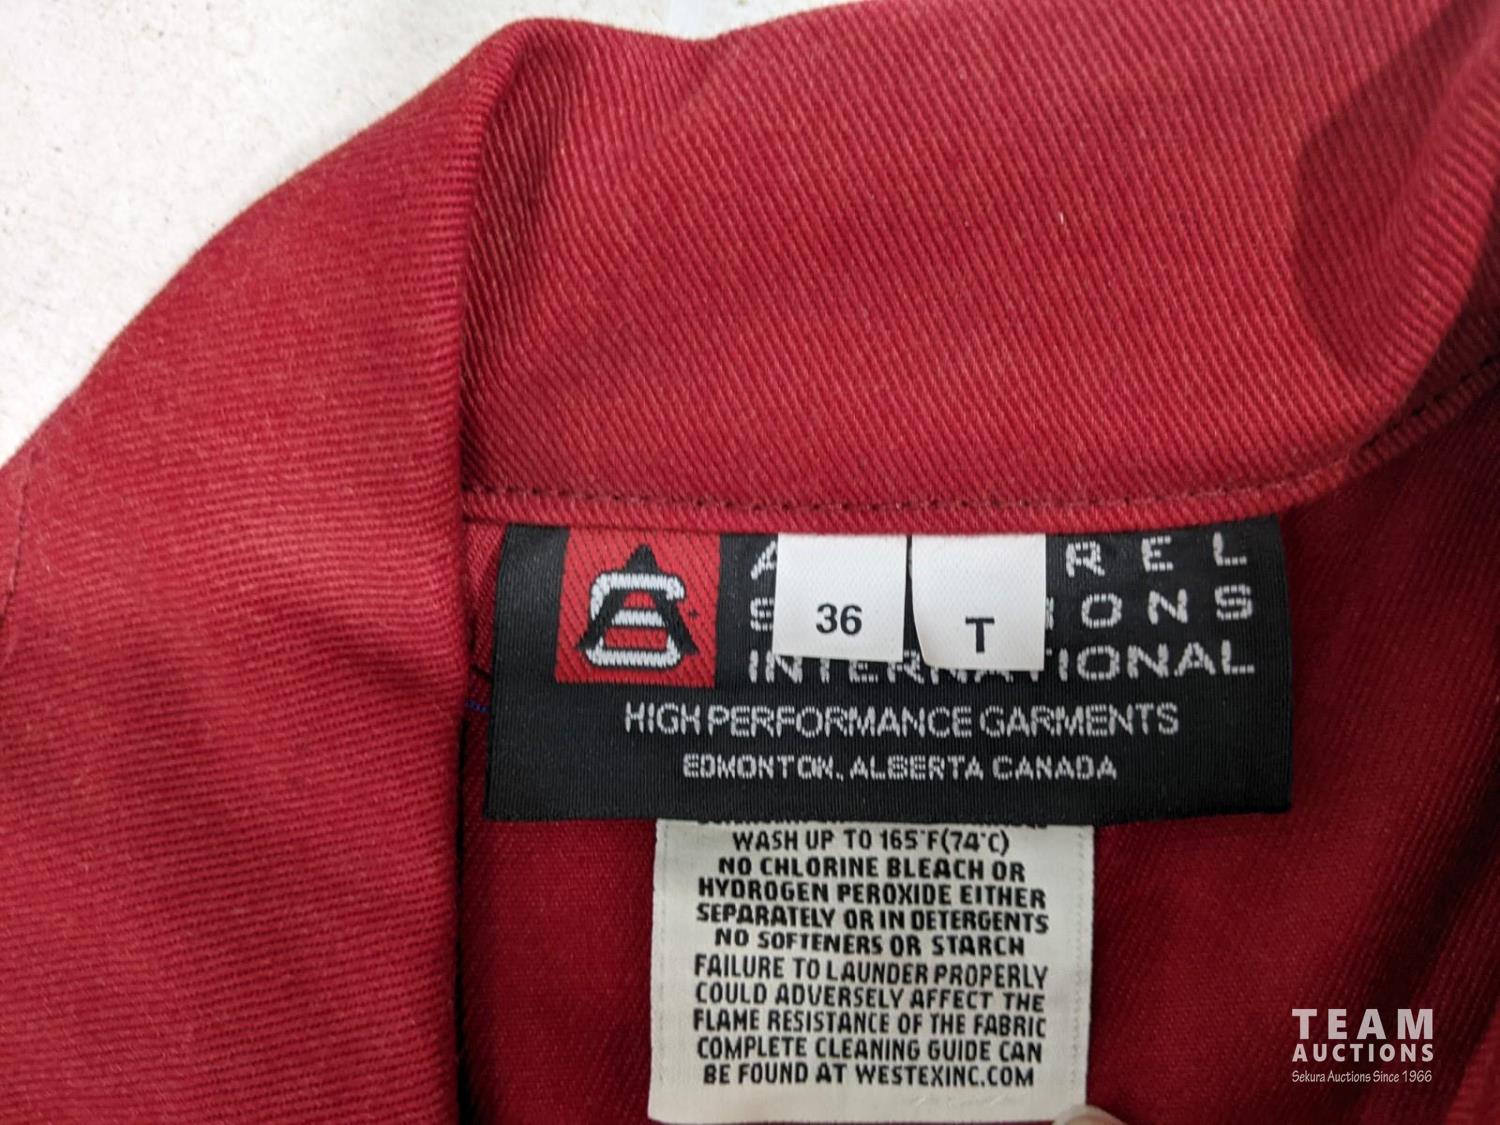 36
T
INTERNATIONAL
HIGH PERFORMANCE GARMENTS
EDMONTON, ALBERTA CANADA
WASH UP TO 165°F(74°C)
NO CHLORINE BLEACH OR
HYDROGEN PEROXIDE EITHER
SEPARATELY OR IN DETERGENTS
NO SOFTENERS OR STARCH
FAILURE TO LAUNDER PROPERLY
COULD ADVERSELY AFFECT THE
FLAME RESISTANCE OF THE FABRIC
COMPLETE CLEANING GUIDE CAN
BE FOUND AT WESTEXINC.COM
TEAM
AUCTIONS
Sekura Auctions Since 1966